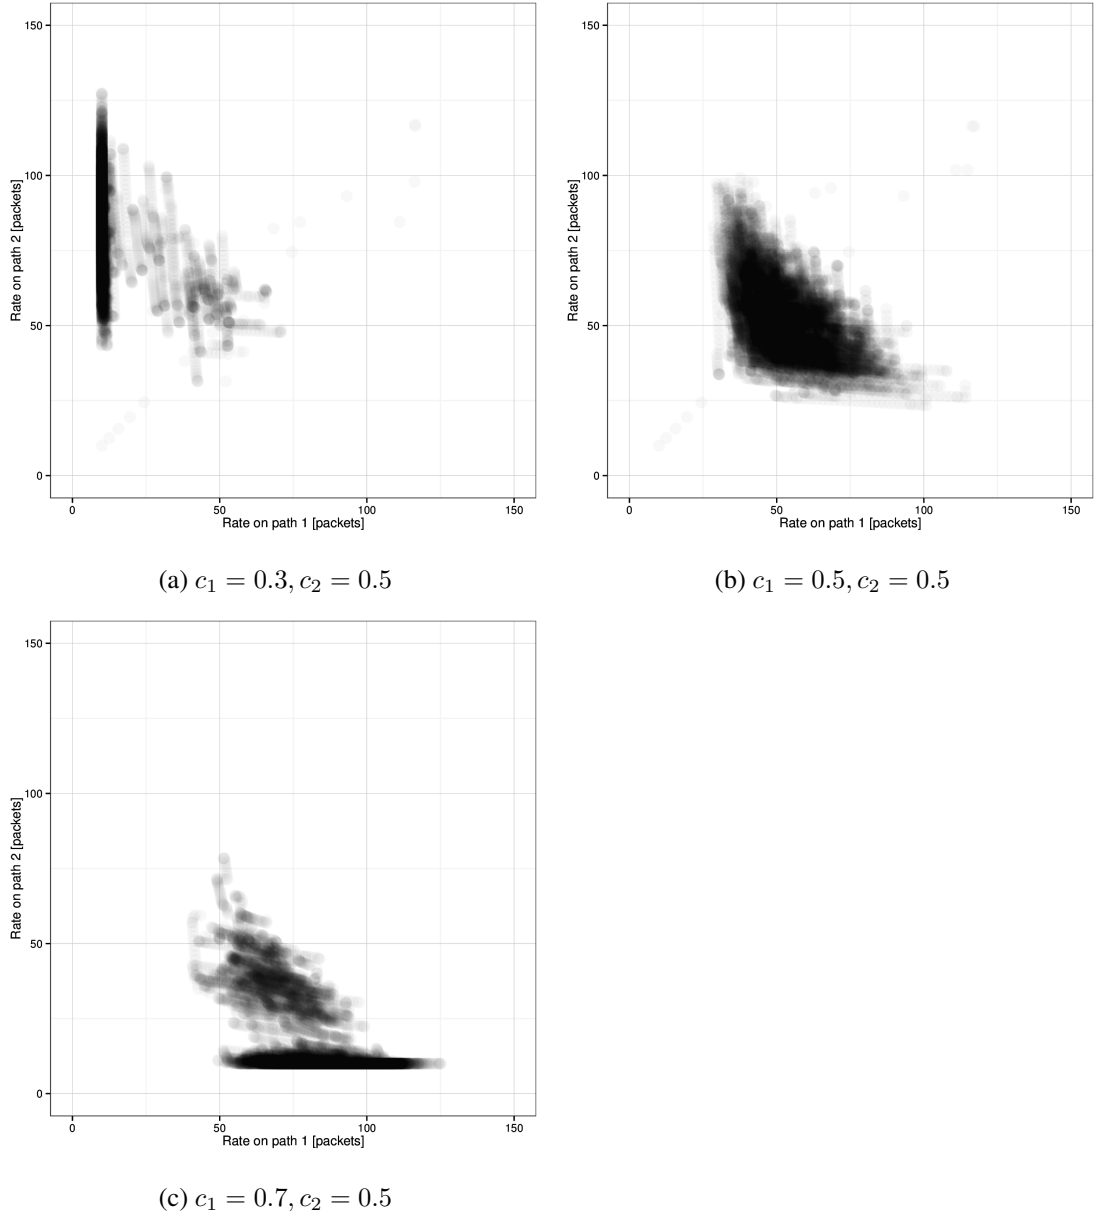 150
100
50
0
Rate on path 2 [packets]
0 50 100 150
Rate on path 1 [packets]
(a) c₁ = 0.3, c₂ = 0.5
150
100
50
0
Rate on path 2 [packets]
0 50 100 150
Rate on path 1 [packets]
(b) c₁ = 0.5, c₂ = 0.5
150
100
50
0
Rate on path 2 [packets]
0 50 100 150
Rate on path 1 [packets]
(c) c₁ = 0.7, c₂ = 0.5